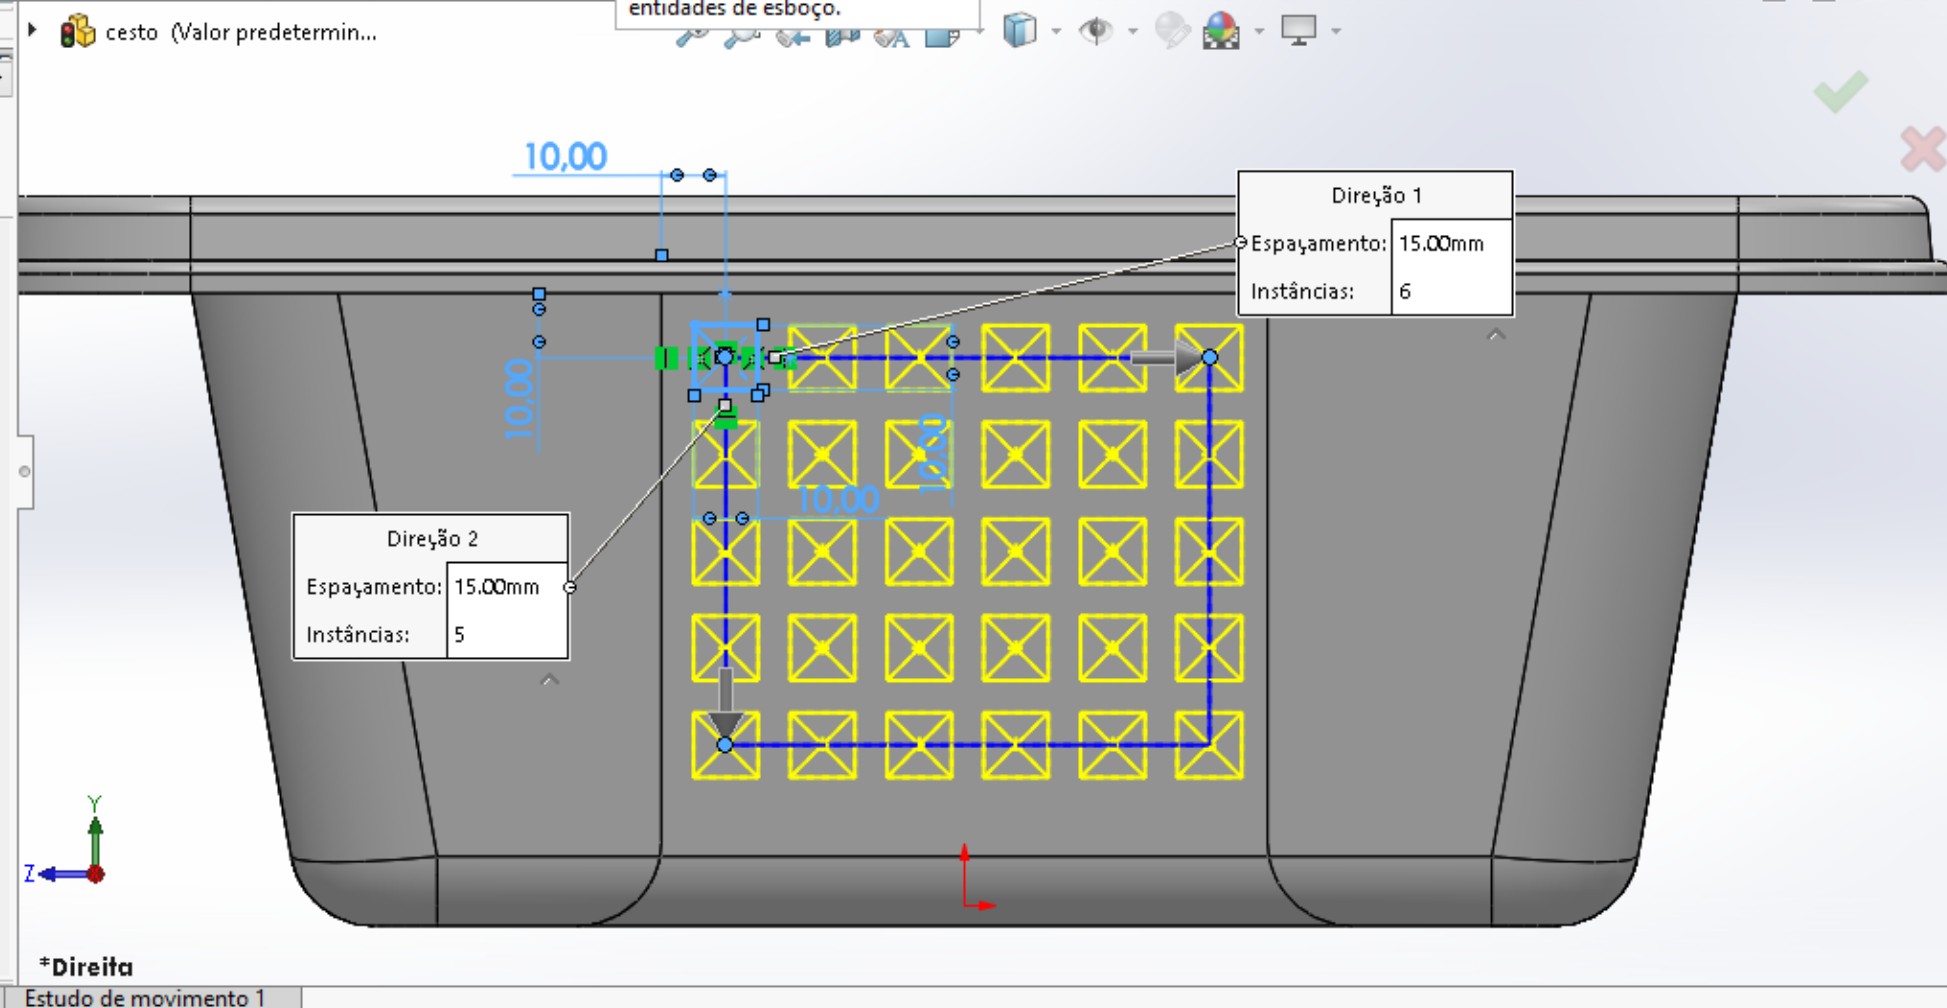 entidades de esboço.
cesto (Valor predetermin...
10,00
Direção 1
Espaçamento: 15.00mm
Instâncias: 6
10,00
10,00
10,00
Direção 2
Espaçamento: 15.00mm
Instâncias: 5
Y
Z
*Direita
Estudo de movimento 1